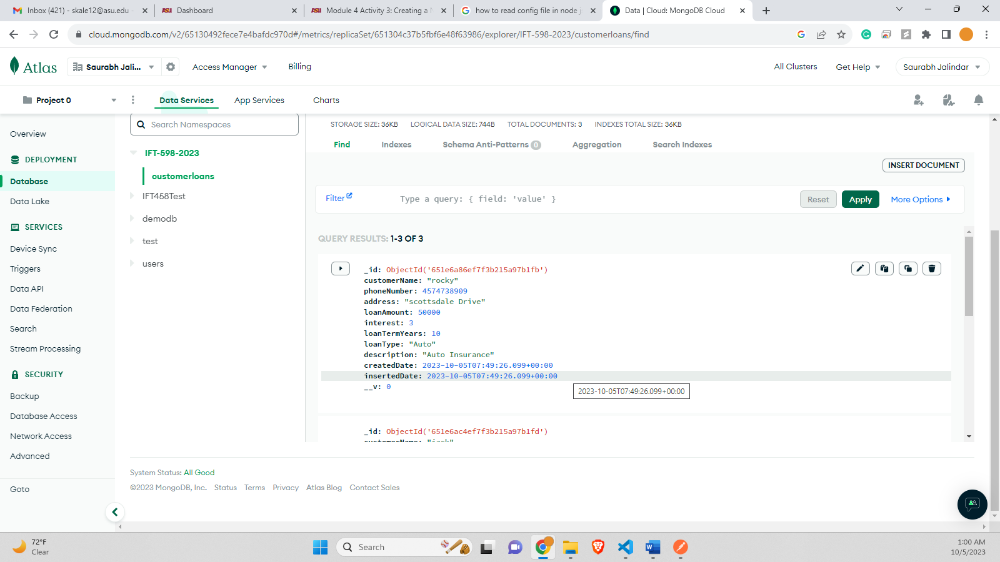 Inbox (421) - skale12@asu.edu -
Dashboard
Module 4 Activity 3: Creating a
how to read config file in node j
Data | Cloud: MongoDB Cloud
cloud.mongodb.com/v2/65130492fece7e4bafdc970d#/metrics/replicaSet/651304c37b5fbf6e48f63986/explorer/IFT-598-2023/customerloans/find
Atlas
Saurabh Jali...
Access Manager
Billing
All Clusters
Get Help
Saurabh Jalindar
Project 0
Data Services
App Services
Charts
Overview
DEPLOYMENT
Database
Data Lake
SERVICES
Device Sync
Triggers
Data API
Data Federation
Search
Stream Processing
SECURITY
Backup
Database Access
Network Access
Advanced
Goto
Search Namespaces
IFT-598-2023
customerloans
IFT458Test
demodb
test
users
STORAGE SIZE: 36KB LOGICAL DATA SIZE: 744B TOTAL DOCUMENTS: 3 INDEXES TOTAL SIZE: 36KB
Find Indexes Schema Anti-Patterns 0 Aggregation Search Indexes
INSERT DOCUMENT
Filter Type a query: { field: 'value' } Reset Apply More Options
QUERY RESULTS: 1-3 OF 3
_id: ObjectId('651e6a86ef7f3b215a97b1fb')
customerName: "rocky"
phoneNumber: 4574738909
address: "scottsdale Drive"
loanAmount: 50000
interest: 3
loanTermYears: 10
loanType: "Auto"
description: "Auto Insurance"
createdDate: 2023-10-05T07:49:26.099+00:00
insertedDate: 2023-10-05T07:49:26.099+00:00
__v: 0
2023-10-05T07:49:26.099+00:00
_id: ObjectId('651e6ac4ef7f3b215a97b1fd')
customerName: "jack"
System Status: All Good
©2023 MongoDB, Inc. Status Terms Privacy Atlas Blog Contact Sales
72°F
Clear
Search
1:00 AM
10/5/2023